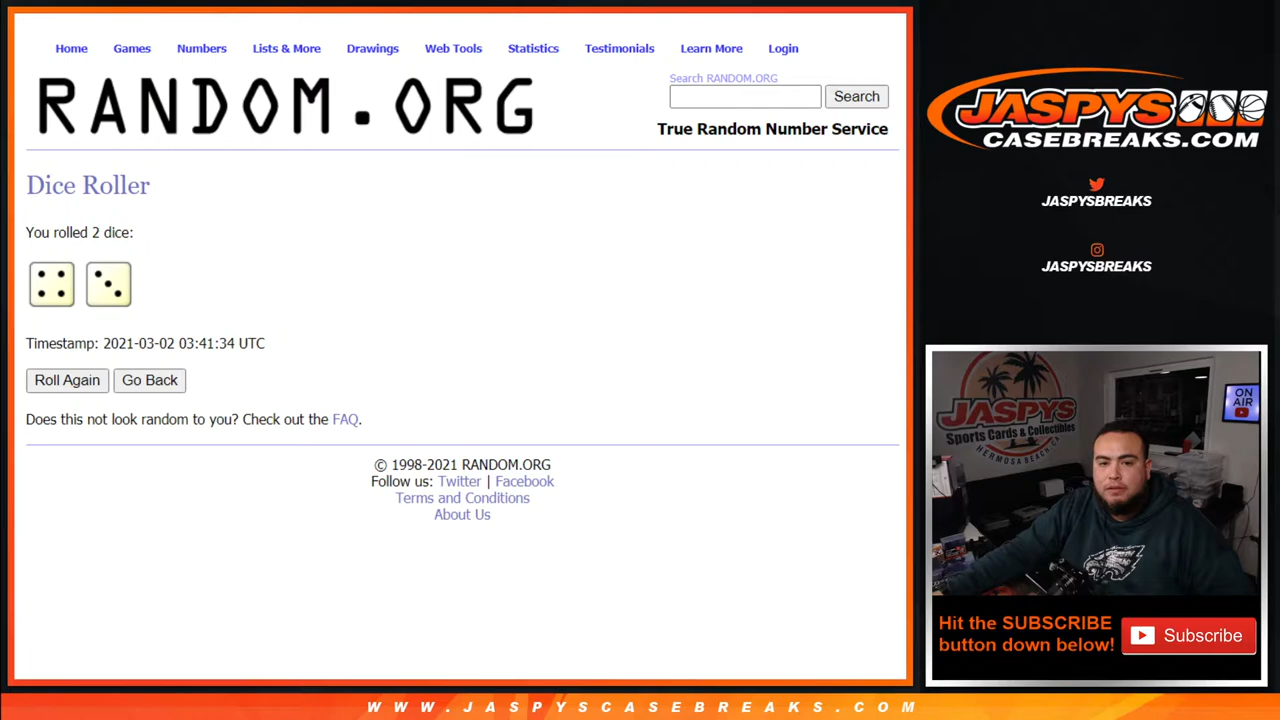 Home Games Numbers Lists & More Drawings Web Tools Statistics Testimonials Learn More Login
RANDOM.ORG
Search RANDOM.ORG
Search
True Random Number Service
Dice Roller
You rolled 2 dice:
Timestamp: 2021-03-02 03:41:34 UTC
Roll Again Go Back
Does this not look random to you? Check out the FAQ.
© 1998-2021 RANDOM.ORG
Follow us: Twitter | Facebook
Terms and Conditions
About Us
JASPYS
CASEBREAKS.COM
JASPYSBREAKS
JASPYSBREAKS
JASPYS
Sports Cards & Collectibles
HERMOSA BEACH, CA
ON
AIR
Hit the SUBSCRIBE
button down below!
Subscribe
WWW.JASPYSCASEBREAKS.COM